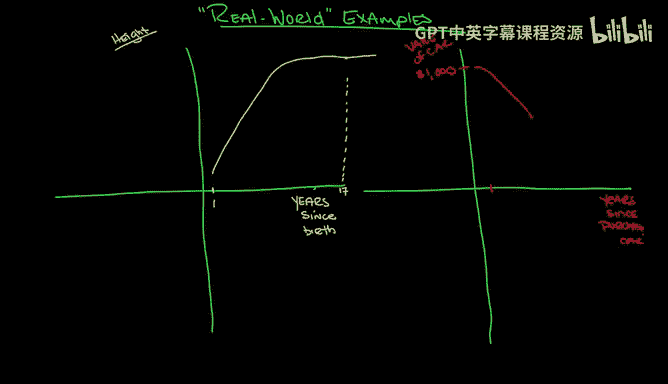 "REAL-WORLD" EXAMPLES
GPT中英字幕课程资源
bilibili
Height
VALUE
OF CAR
$1,000
1
17
YEARS
SINCE
birth
YEARS
SINCE
CAR